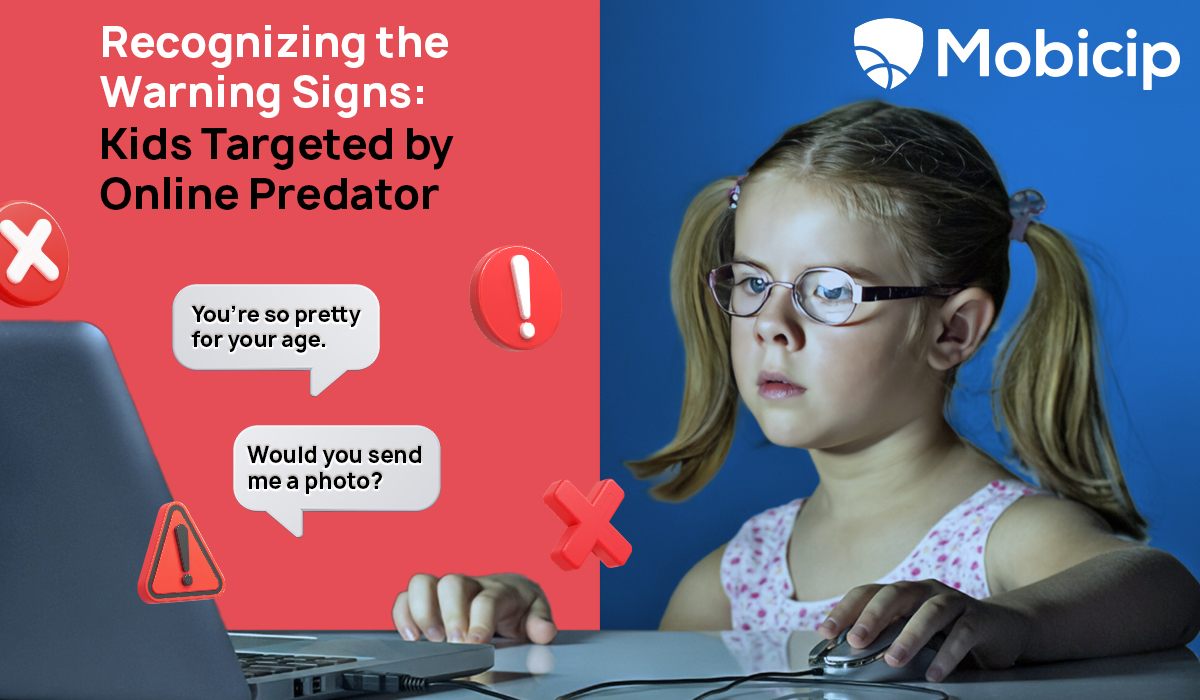 Recognizing the
Warning Signs:
Kids Targeted by
Online Predator
Mobicip
You're so pretty
for your age.
Would you send
me a photo?